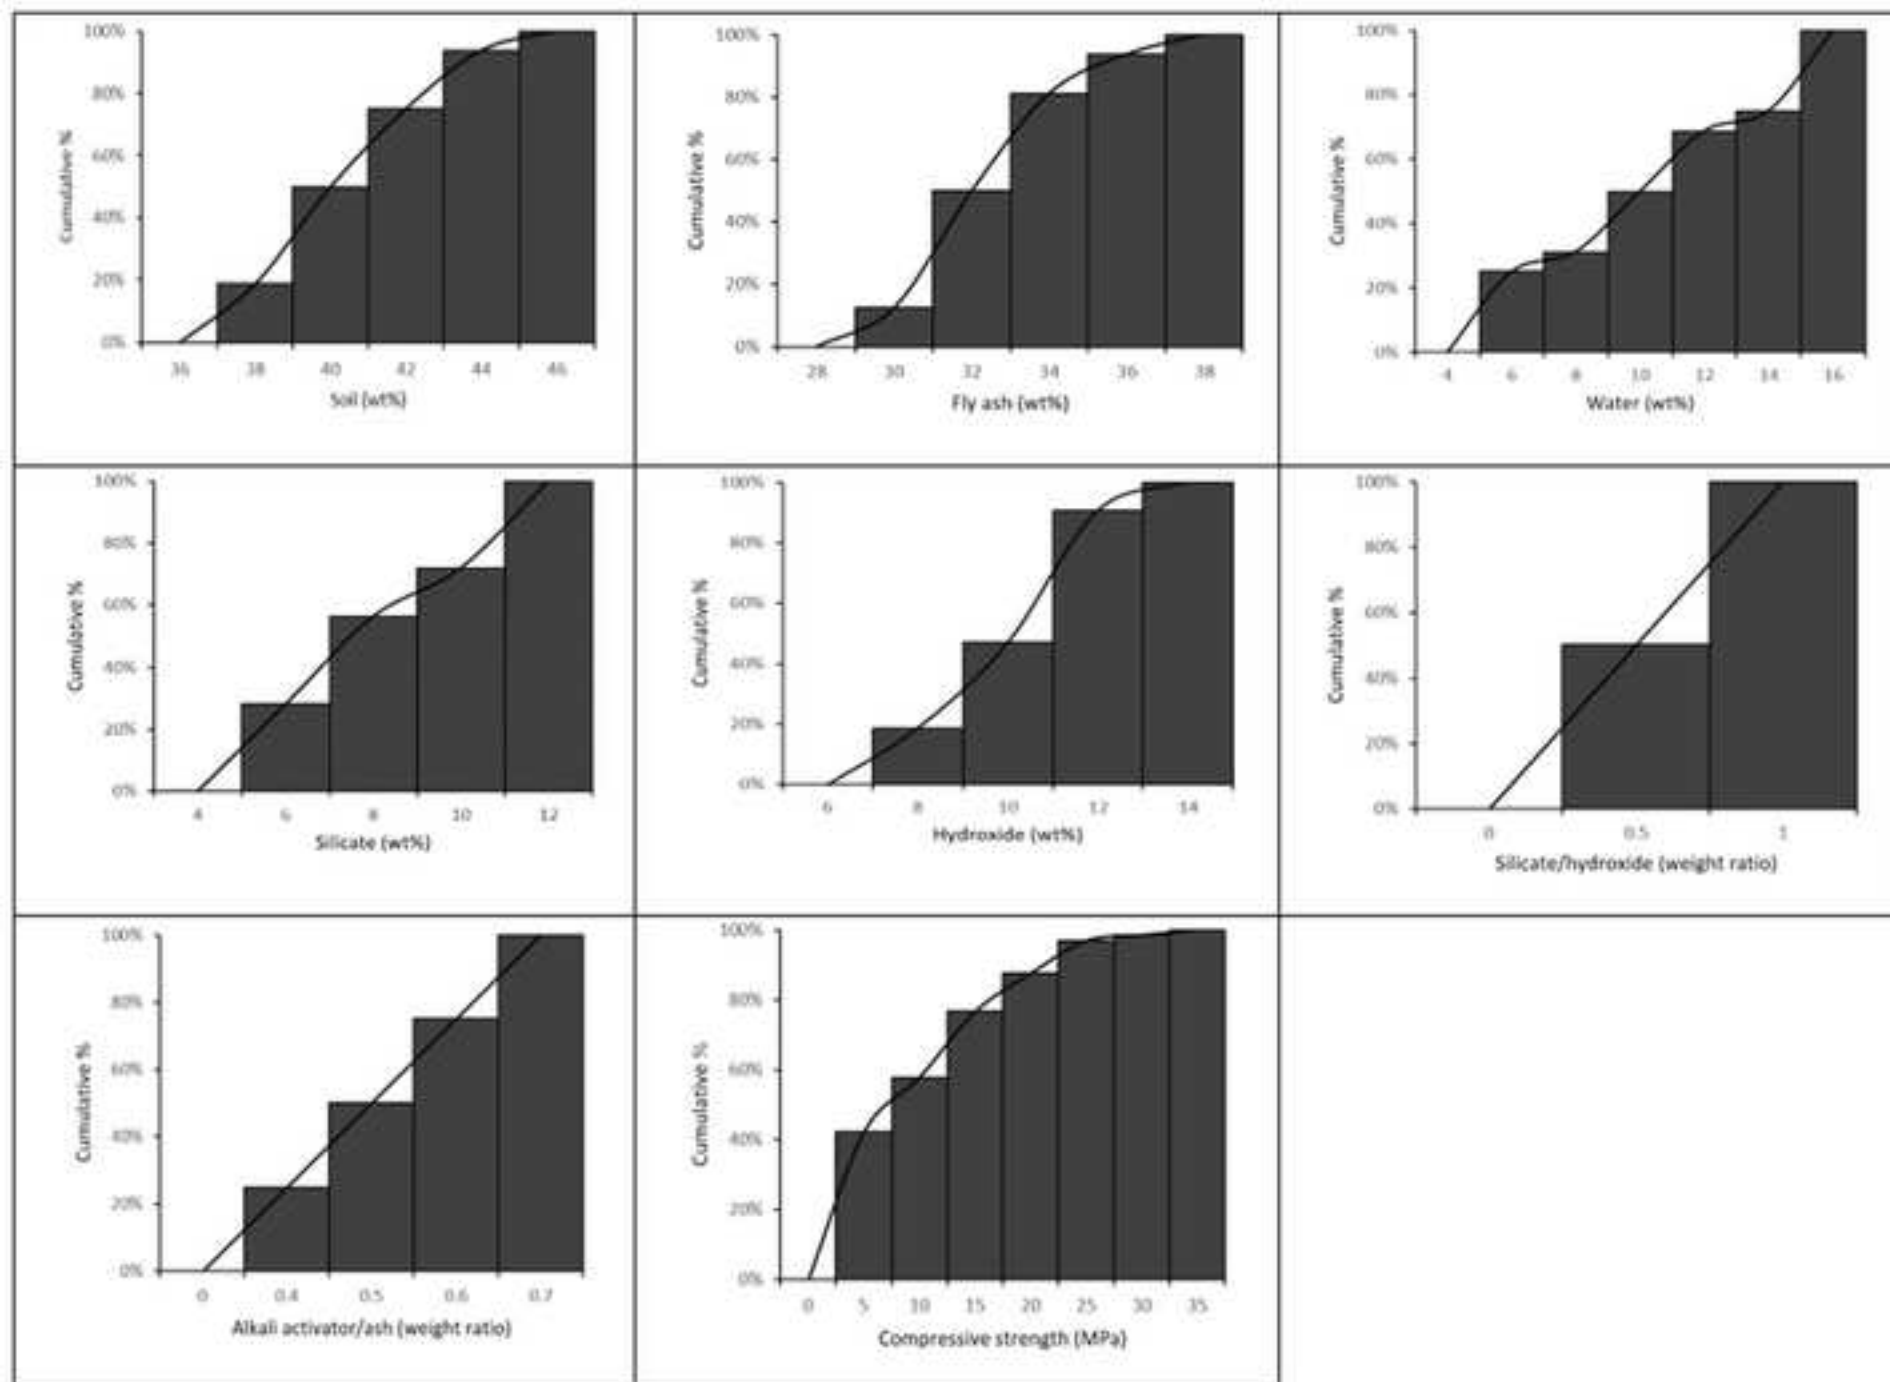 100%
80%
60%
40%
20%
0%
Cumulative %
36 38 40 42 44 46
Soil (wt%)
100%
80%
60%
40%
20%
0%
Cumulative %
28 30 32 34 36 38
Fly ash (wt%)
100%
80%
60%
40%
20%
0%
Cumulative %
4 6 8 10 12 14 16
Water (wt%)
100%
80%
60%
40%
20%
0%
Cumulative %
4 6 8 10 12
Silicate (wt%)
100%
80%
60%
40%
20%
0%
Cumulative %
6 8 10 12 14
Hydroxide (wt%)
100%
80%
60%
40%
20%
0%
Cumulative %
0 0.5 1
Silicate/hydroxide (weight ratio)
100%
80%
60%
40%
20%
0%
Cumulative %
0 0.4 0.5 0.6 0.7
Alkali activator/ash (weight ratio)
100%
80%
60%
40%
20%
0%
Cumulative %
0 5 10 15 20 25 30 35
Compressive strength (MPa)